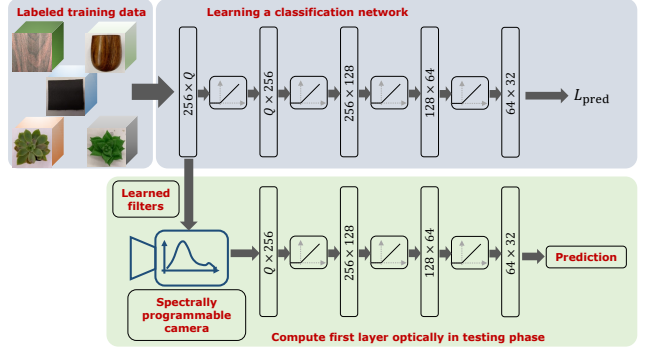 Labeled training data
Learning a classification network
256 × Q
Q × 256
256 × 128
128 × 64
64 × 32
L_pred
Learned
filters
Q × 256
256 × 128
128 × 64
64 × 32
Prediction
Spectrally
programmable
camera
Compute first layer optically in testing phase